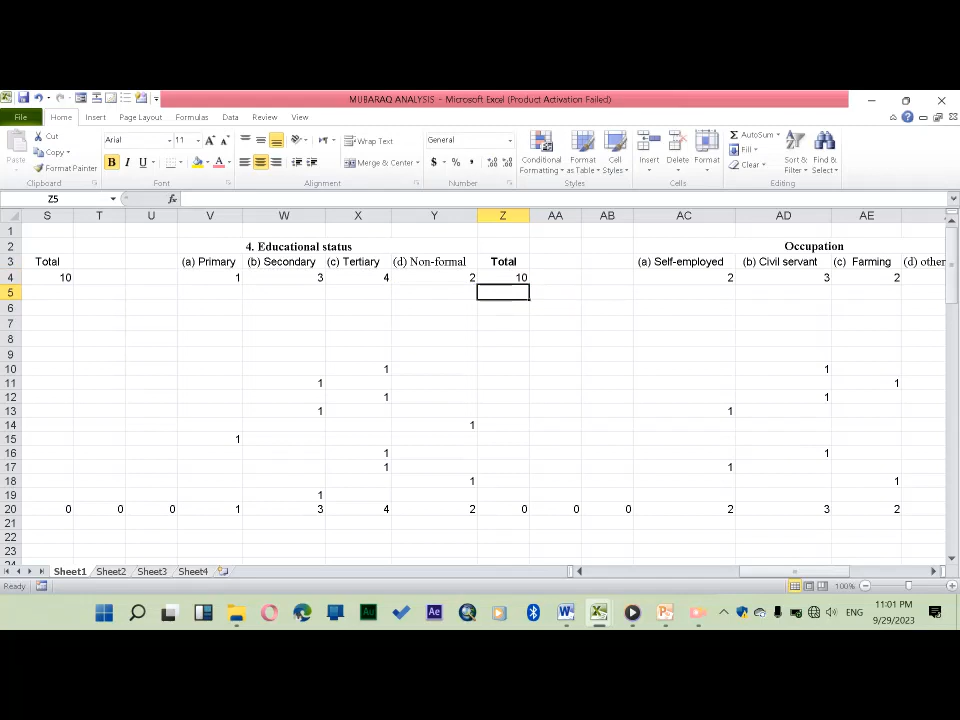 MUBARAQ ANALYSIS - Microsoft Excel (Product Activation Failed)
File Home Insert Page Layout Formulas Data Review View
Cut Arial 11 Wrap Text General AutoSum
Copy Fill
Paste Format Painter B I U Merge & Center $ % , Conditional Formatting Format as Table Cell Styles Insert Delete Format Clear Sort & Filter Find & Select
Clipboard Font Alignment Number Styles Cells Editing
Z5 fx
S T U V W X Y Z AA AB AC AD AE
1
2 4. Educational status Occupation
3 Total (a) Primary (b) Secondary (c) Tertiary (d) Non-formal Total (a) Self-employed (b) Civil servant (c) Farming (d) other
4 10 1 3 4 2 10 2 3 2
5
6
7
8
9
10 1 1
11 1 1
12 1 1
13 1 1
14 1
15 1
16 1 1
17 1 1
18 1 1
19 1
20 0 0 0 1 3 4 2 0 0 0 2 3 2
21
22
23
24
Sheet1 Sheet2 Sheet3 Sheet4
Ready 100%
ENG 11:01 PM
9/29/2023